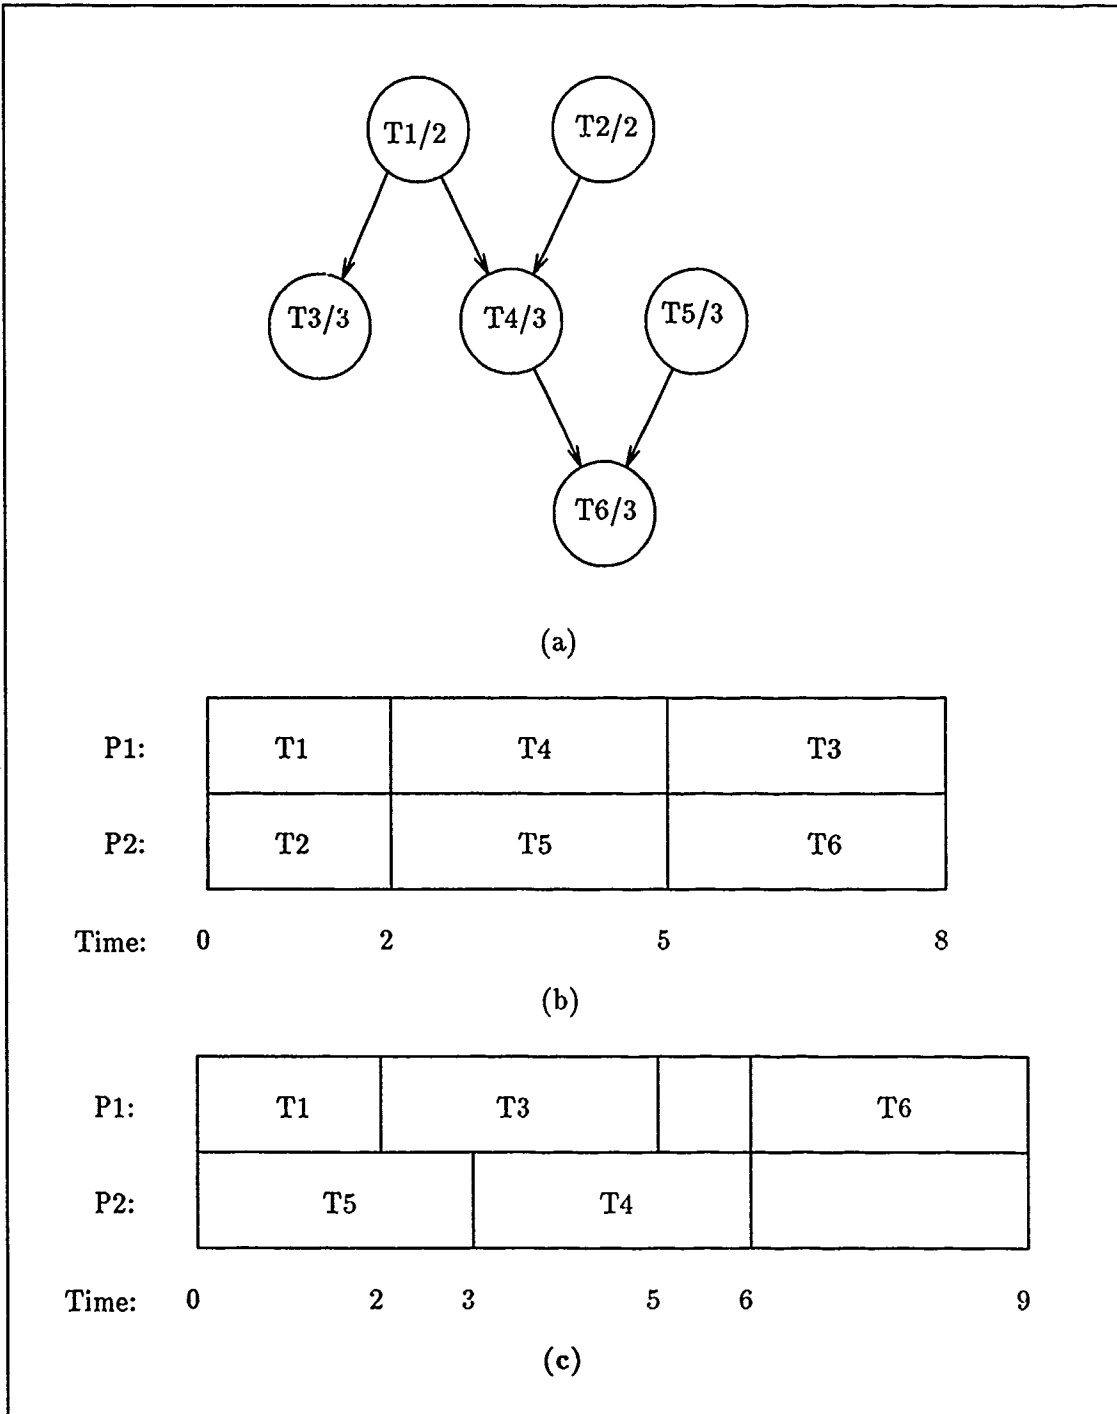 T1/2 T2/2
T3/3 T4/3 T5/3
T6/3
(a)
P1: T1 T4 T3
P2: T2 T5 T6
Time: 0 2 5 8
(b)
P1: T1 T3 T6
P2: T5 T4
Time: 0 2 3 5 6 9
(c)